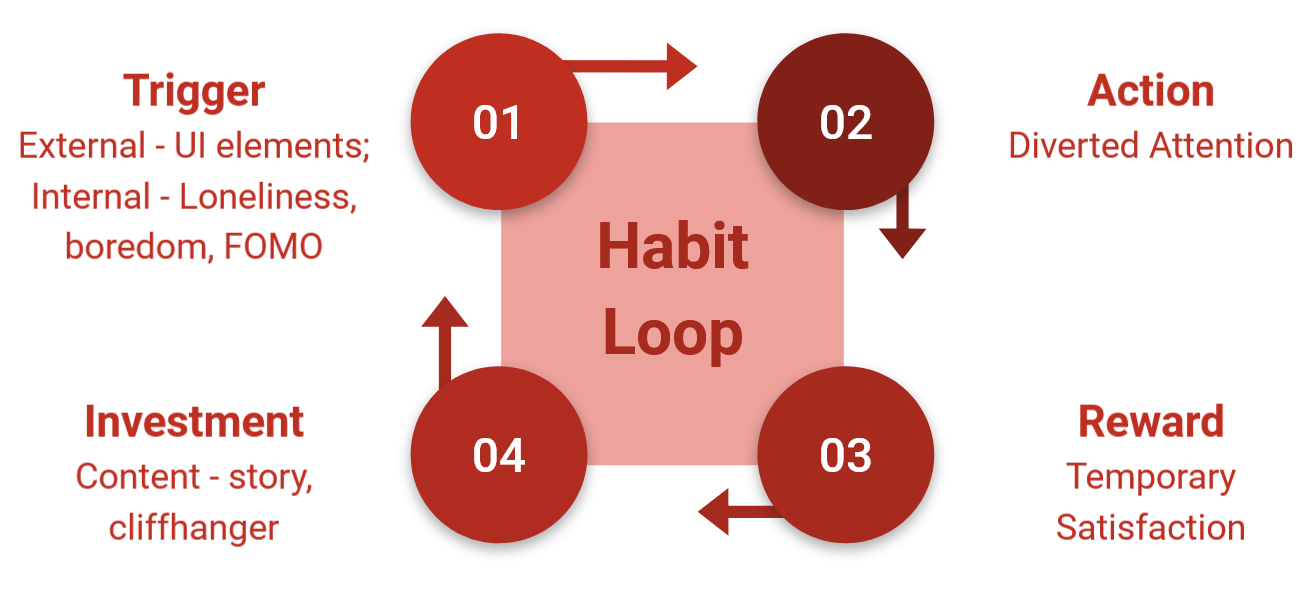 Trigger
External - UI elements;
Internal - Loneliness,
boredom, FOMO
01
02
Action
Diverted Attention
Habit
Loop
Investment
Content - story,
cliffhanger
04
03
Reward
Temporary
Satisfaction